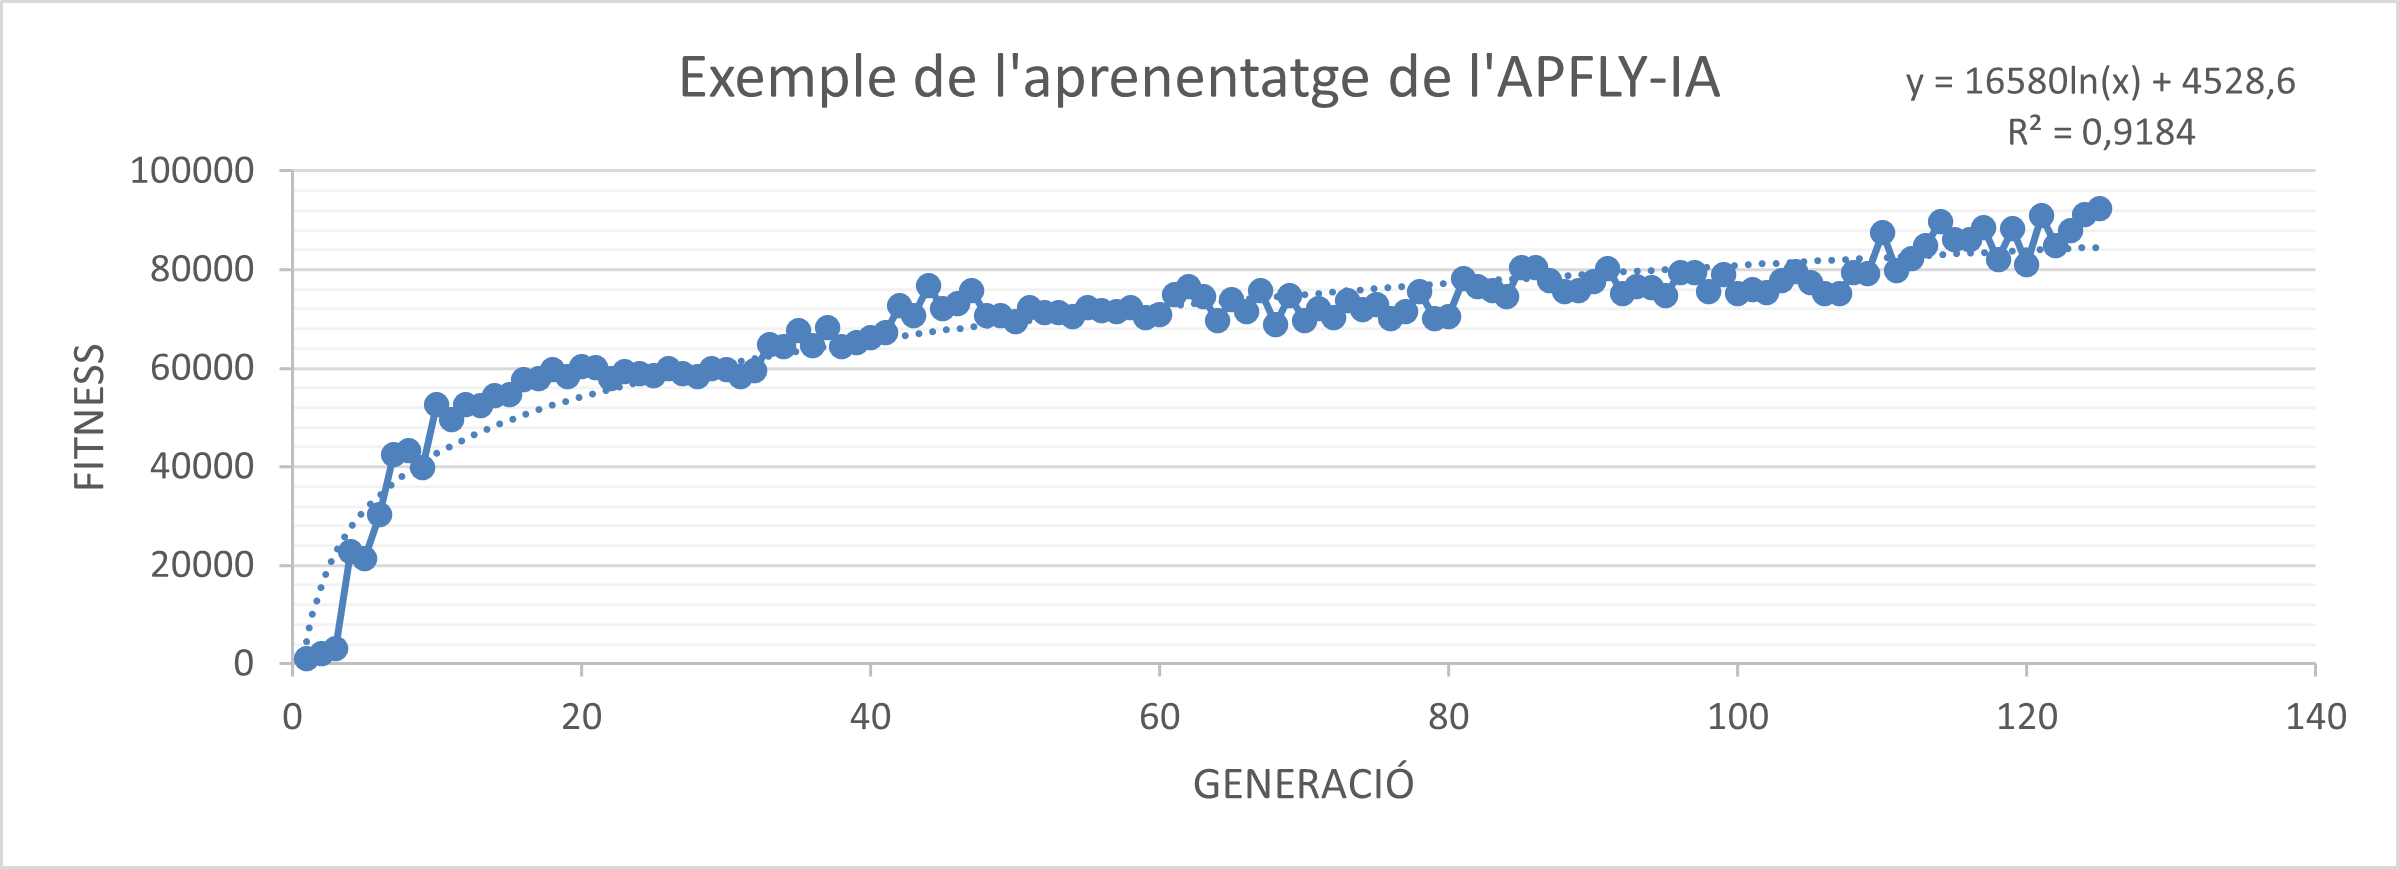 Exemple de l'aprenentatge de l'APFLY-IA
y = 16580ln(x) + 4528,6
R² = 0,9184
100000
80000
60000
40000
20000
0
FITNESS
0 20 40 60 80 100 120 140
GENERACIÓ